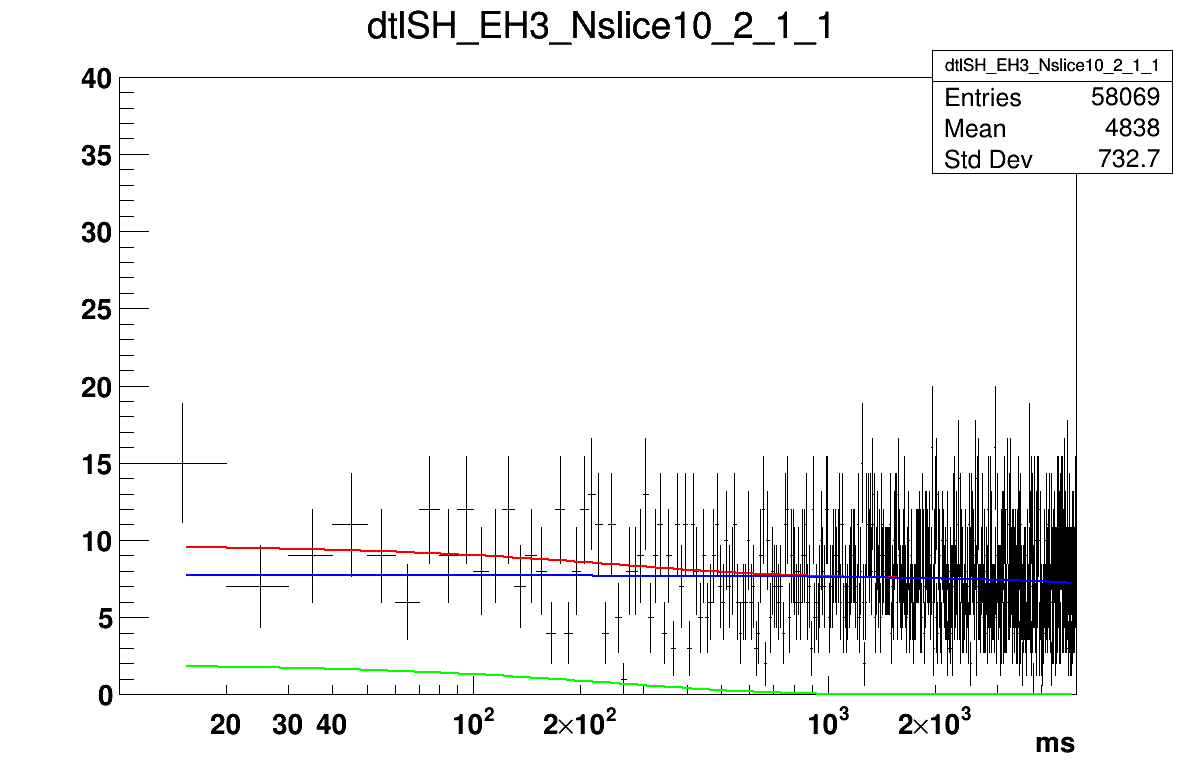 dtlSH_EH3_Nslice10_2_1_1
dtlSH_EH3_Nslice10_2_1_1
Entries 58069
Mean 4838
Std Dev 732.7
40
35
30
25
20
15
10
5
0
20 30 40 10² 2×10² 10³ 2×10³
ms